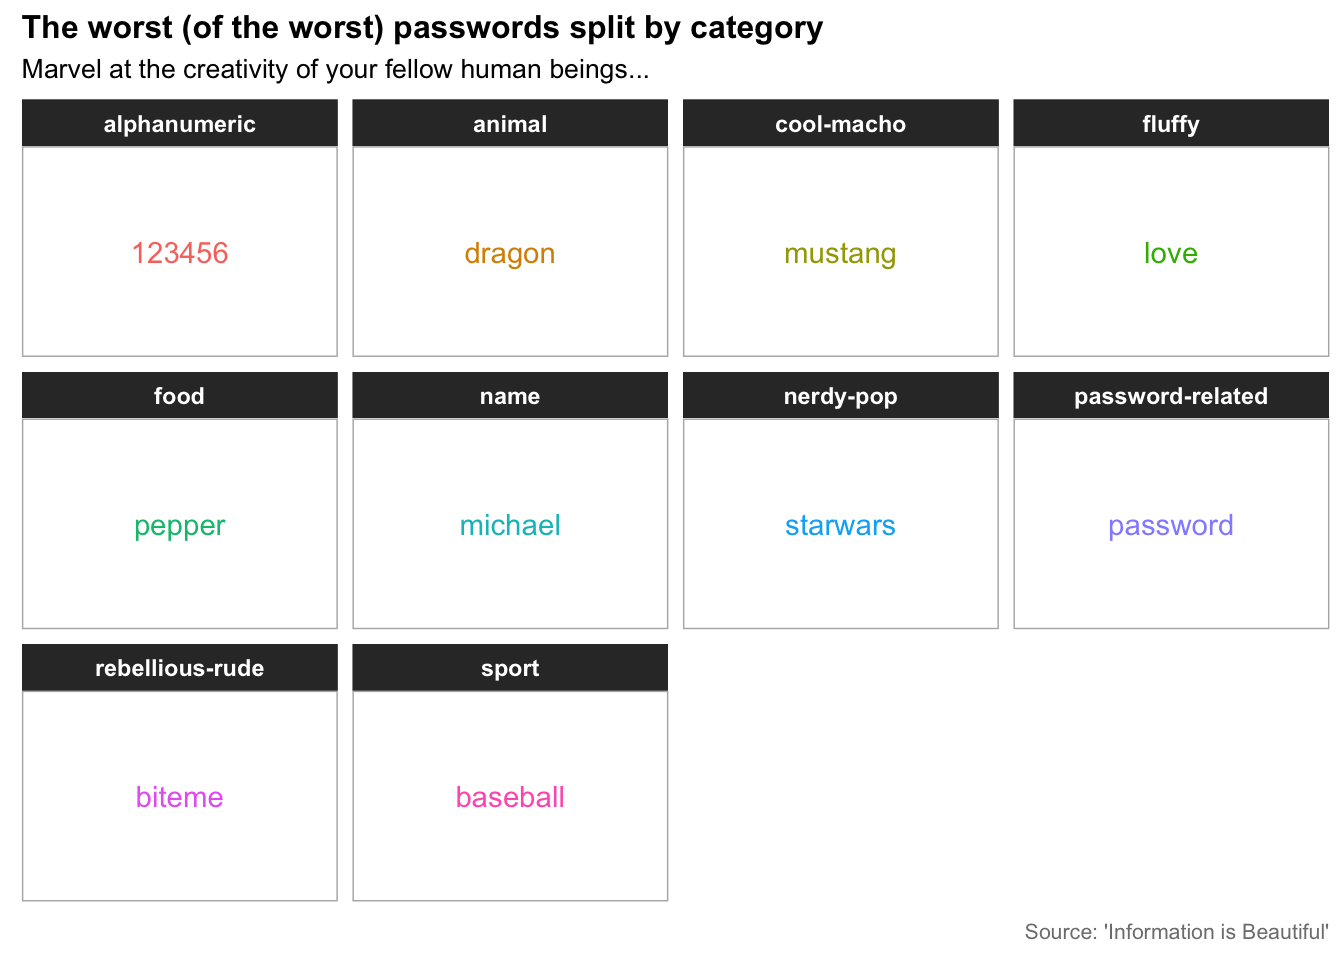 The worst (of the worst) passwords split by category
Marvel at the creativity of your fellow human beings...
alphanumeric
animal
cool-macho
fluffy
123456
dragon
mustang
love
food
name
nerdy-pop
password-related
pepper
michael
starwars
password
rebellious-rude
sport
biteme
baseball
Source: 'Information is Beautiful'